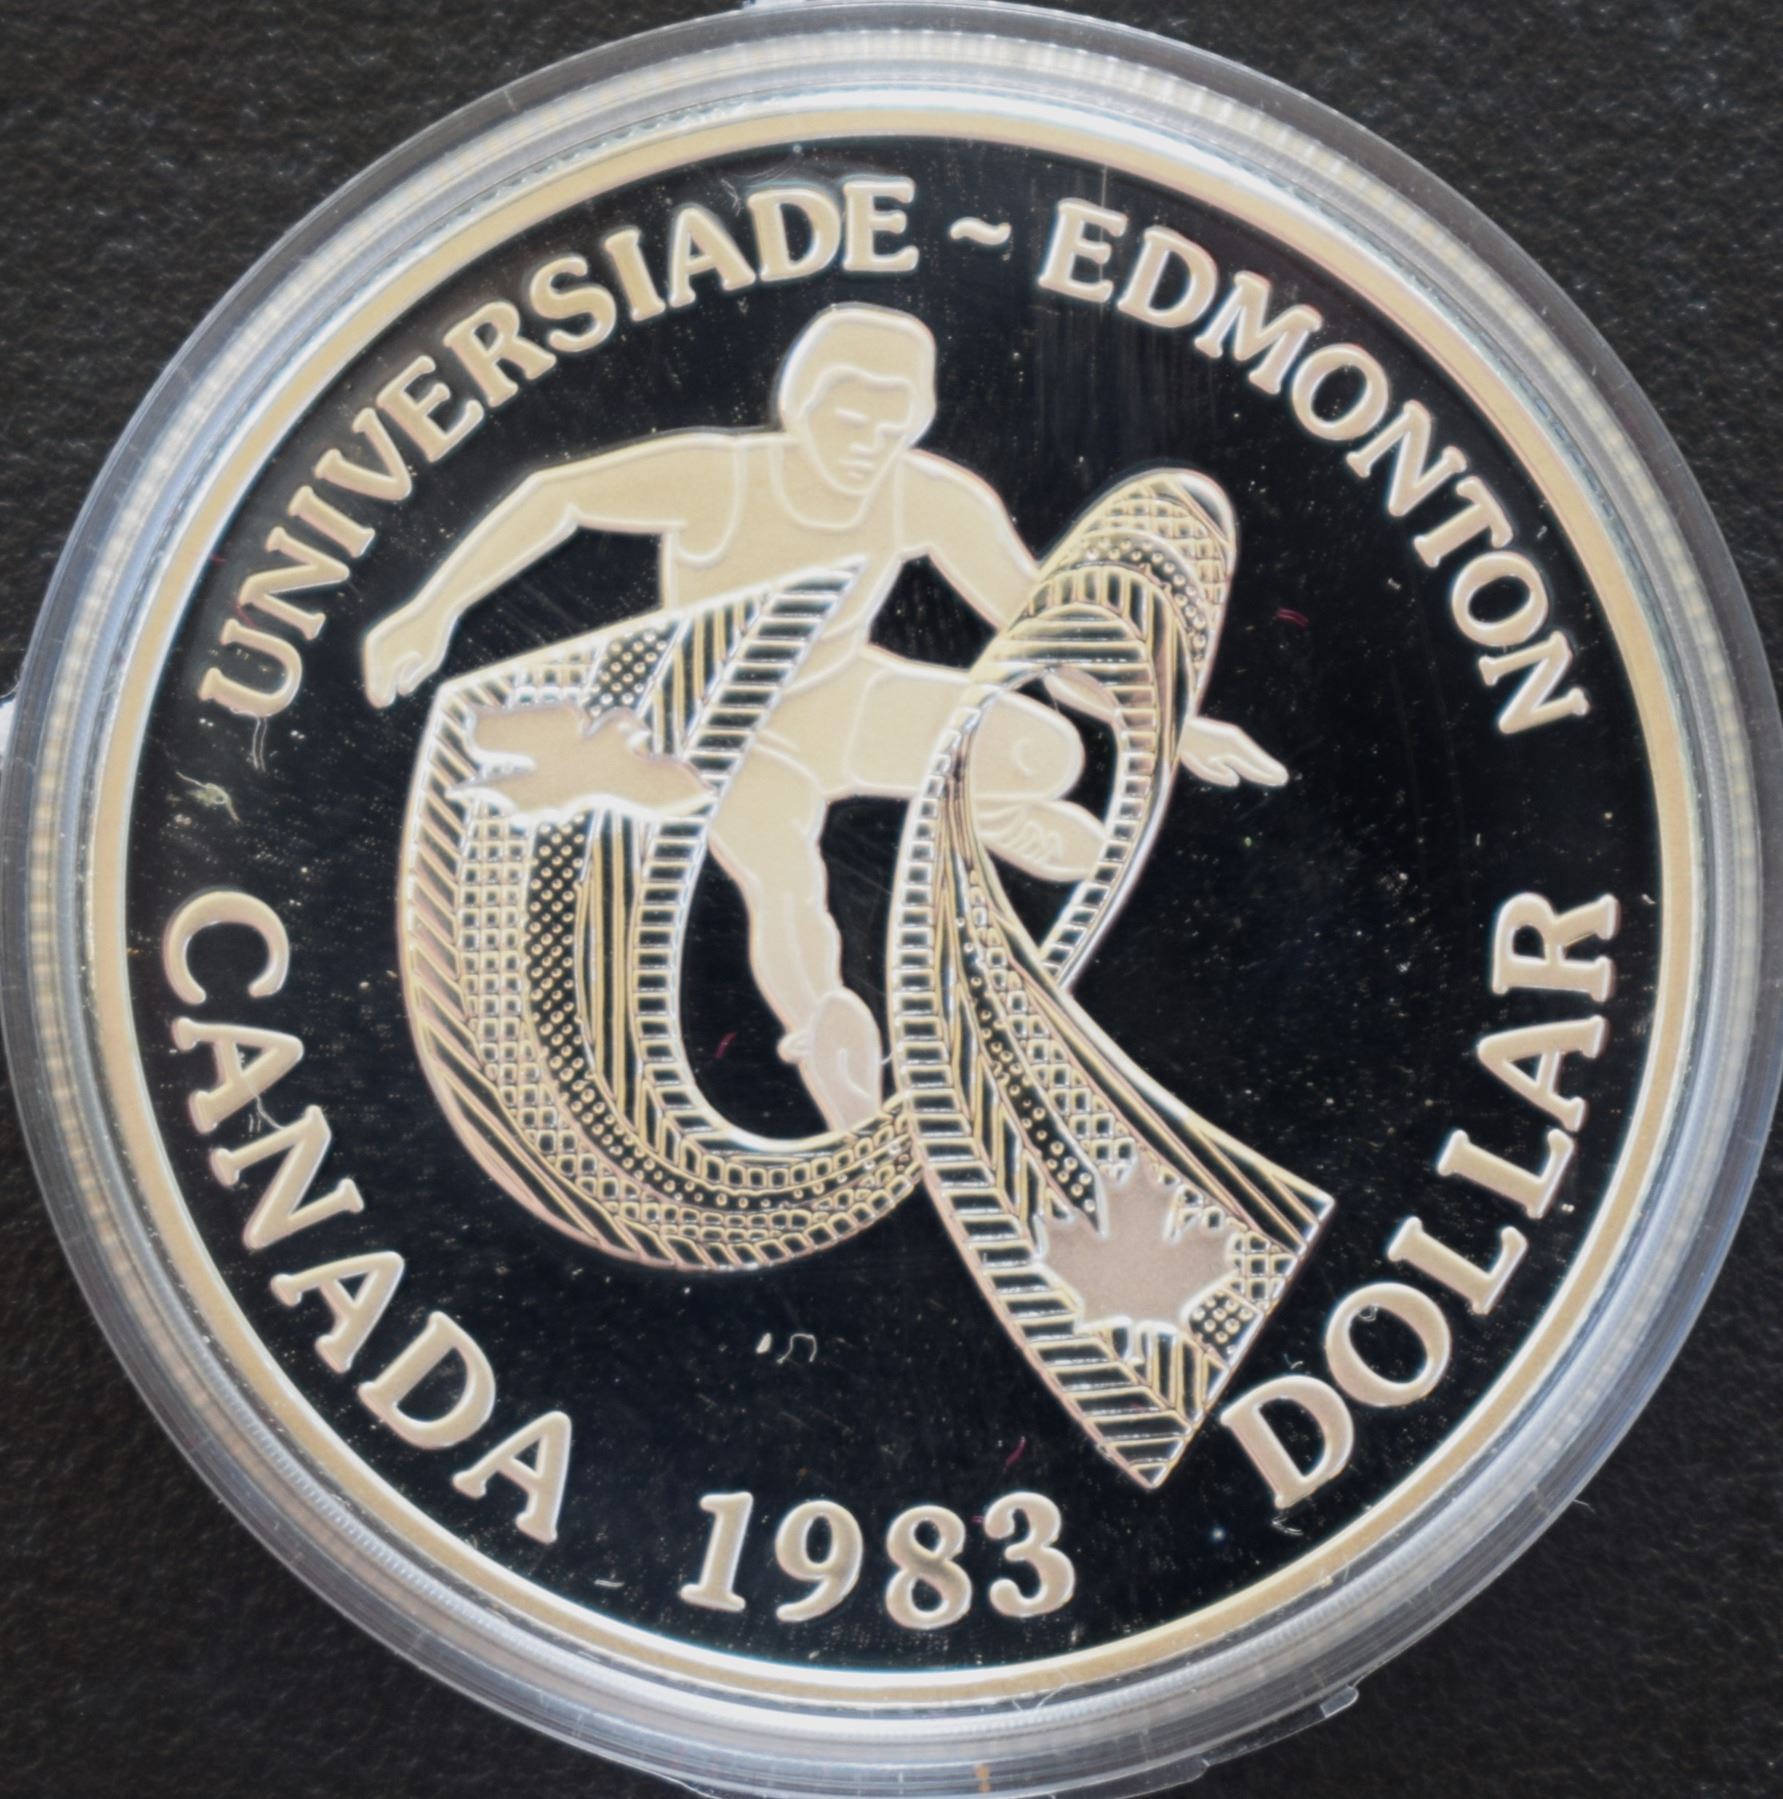 UNIVERSIADE ~ EDMONTON
CANADA 1983 DOLLAR